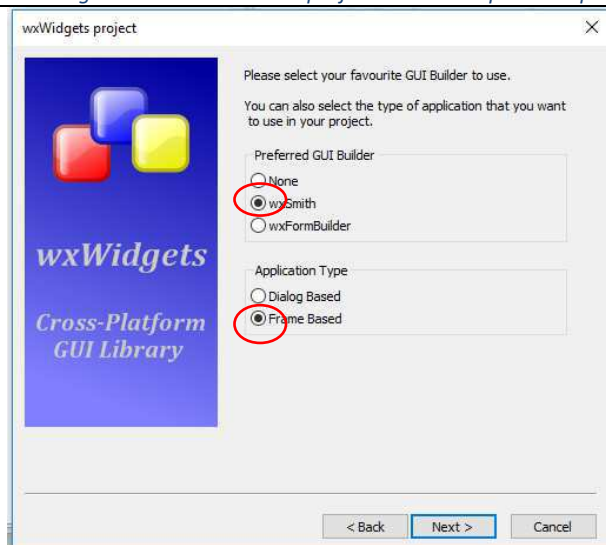 wxWidgets project
Please select your favourite GUI Builder to use.
You can also select the type of application that you want
to use in your project.
Preferred GUI Builder
None
wxSmith
wxFormBuilder
Application Type
Dialog Based
Frame Based
wxWidgets
Cross-Platform
GUI Library
< Back
Next >
Cancel